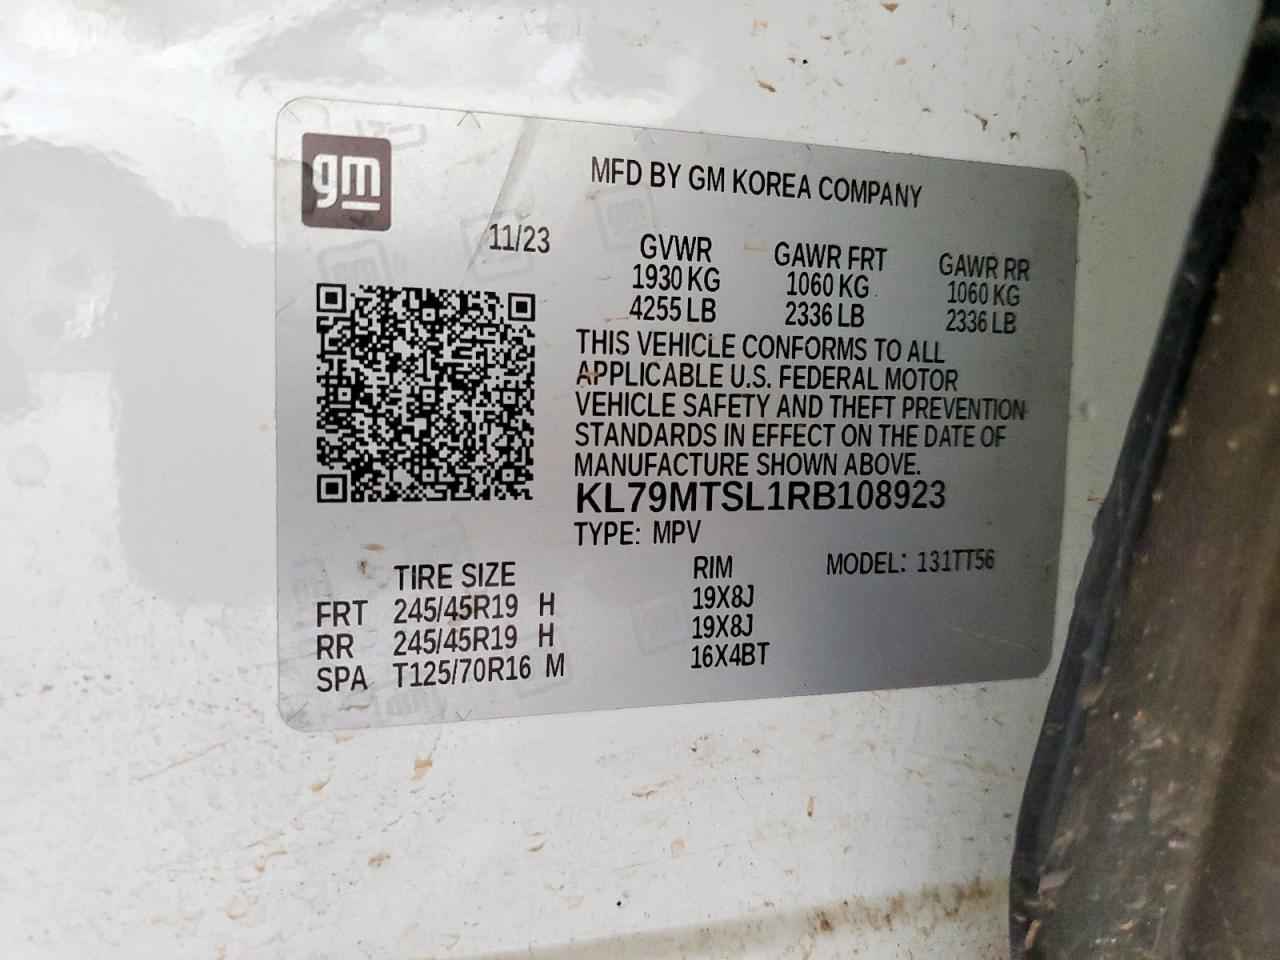 gm
MFD BY GM KOREA COMPANY
11/23
GVWR GAWR FRT GAWR RR
1930 KG 1060 KG 1060 KG
4255 LB 2336 LB 2336 LB
THIS VEHICLE CONFORMS TO ALL
APPLICABLE U.S. FEDERAL MOTOR
VEHICLE SAFETY AND THEFT PREVENTION
STANDARDS IN EFFECT ON THE DATE OF
MANUFACTURE SHOWN ABOVE.
KL79MTSL1RB108923
TYPE: MPV
MODEL: 131TT56
TIRE SIZE RIM
FRT 245/45R19 H 19X8J
RR 245/45R19 H 19X8J
SPA T125/70R16 M 16X4BT